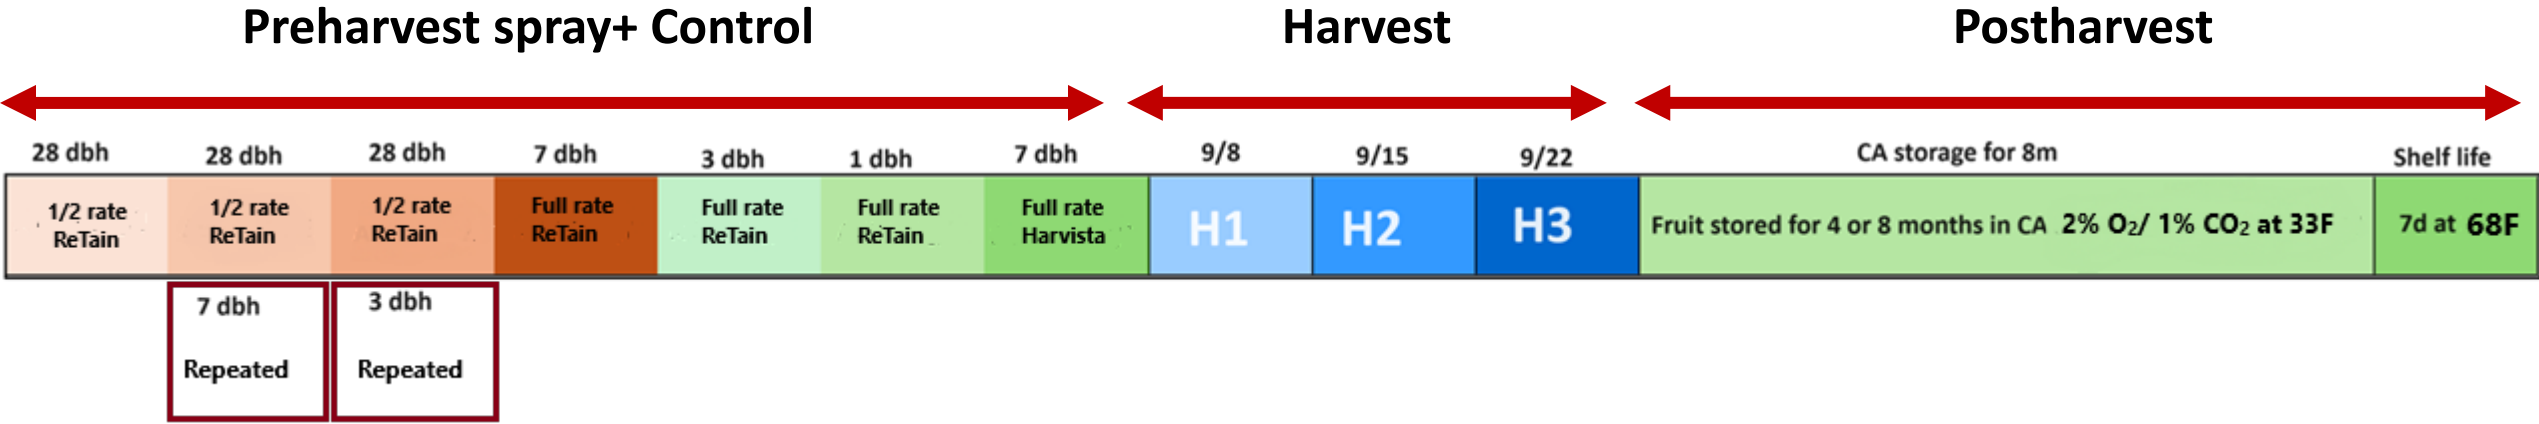 Preharvest spray+ Control
Harvest
Postharvest
28 dbh
28 dbh
28 dbh
7 dbh
3 dbh
1 dbh
7 dbh
9/8
9/15
9/22
CA storage for 8m
Shelf life
1/2 rate
ReTain
1/2 rate
ReTain
1/2 rate
ReTain
Full rate
ReTain
Full rate
ReTain
Full rate
ReTain
Full rate
Harvista
H1
H2
H3
Fruit stored for 4 or 8 months in CA 2% O₂/ 1% CO₂ at 33F
7d at 68F
7 dbh
Repeated
3 dbh
Repeated